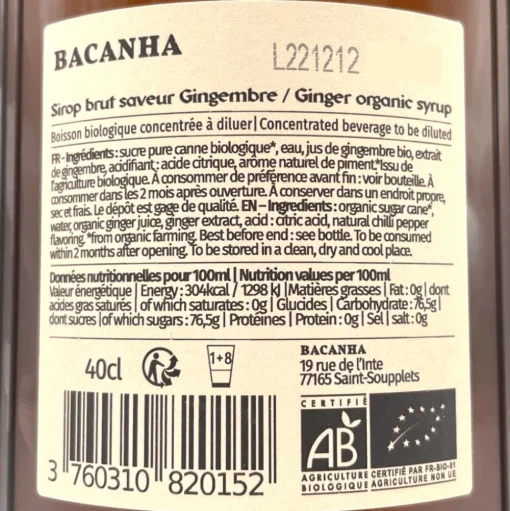 BACANHA
L221212
Sirop brut saveur Gingembre / Ginger organic syrup
Boisson biologique concentrée à diluer | Concentrated beverage to be diluted
FR - Ingrédients : sucre pure canne biologique*, eau, jus de gingembre bio, extrait
de gingembre, acidifiant : acide citrique, arôme naturel de piment.*Issu de
l'agriculture biologique. À consommer de préférence avant fin : voir bouteille. À
consommer dans les 2 mois après ouverture. À conserver dans un endroit propre,
sec et frais. Le dépôt est gage de qualité. EN – Ingredients : organic sugar cane*,
water, organic ginger juice, ginger extract, acid : citric acid, natural chilli pepper
flavoring. *from organic farming. Best before end : see bottle. To be consumed
within 2 months after opening. To be stored in a clean, dry and cool place.
Données nutritionnelles pour 100ml | Nutrition values per 100ml
Valeur énergétique | Energy : 304kcal / 1298 kJ | Matières grasses | Fat : 0g | dont
acides gras saturés | of which saturates : 0g | Glucides | Carbohydrate : 76,5g |
dont sucres | of which sugars : 76,5g | Protéines | Protein : 0g | Sel | salt : 0g
40cl
1+8
BACANHA
19 rue de l'Inte
77165 Saint-Soupplets
3 760310 820152
CERTIFIÉ
AB
AGRICULTURE
BIOLOGIQUE
CERTIFIÉ PAR FR-BIO-01
AGRICULTURE NON UE